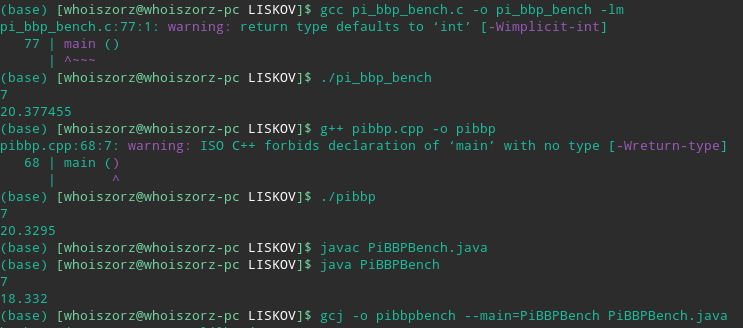 (base) [whoiszorz@whoiszorz-pc LISKOV]$ gcc pi_bbp_bench.c -o pi_bbp_bench -lm
pi_bbp_bench.c:77:1: warning: return type defaults to ‘int’ [-Wimplicit-int]
   77 | main ()
      | ^~~~
(base) [whoiszorz@whoiszorz-pc LISKOV]$ ./pi_bbp_bench
7
20.377455
(base) [whoiszorz@whoiszorz-pc LISKOV]$ g++ pibbp.cpp -o pibbp
pibbp.cpp:68:7: warning: ISO C++ forbids declaration of ‘main’ with no type [-Wreturn-type]
   68 | main ()
      |       ^
(base) [whoiszorz@whoiszorz-pc LISKOV]$ ./pibbp
7
20.3295
(base) [whoiszorz@whoiszorz-pc LISKOV]$ javac PiBBPBench.java
(base) [whoiszorz@whoiszorz-pc LISKOV]$ java PiBBPBench
7
18.332
(base) [whoiszorz@whoiszorz-pc LISKOV]$ gcj -o pibbpbench --main=PiBBPBench PiBBPBench.java